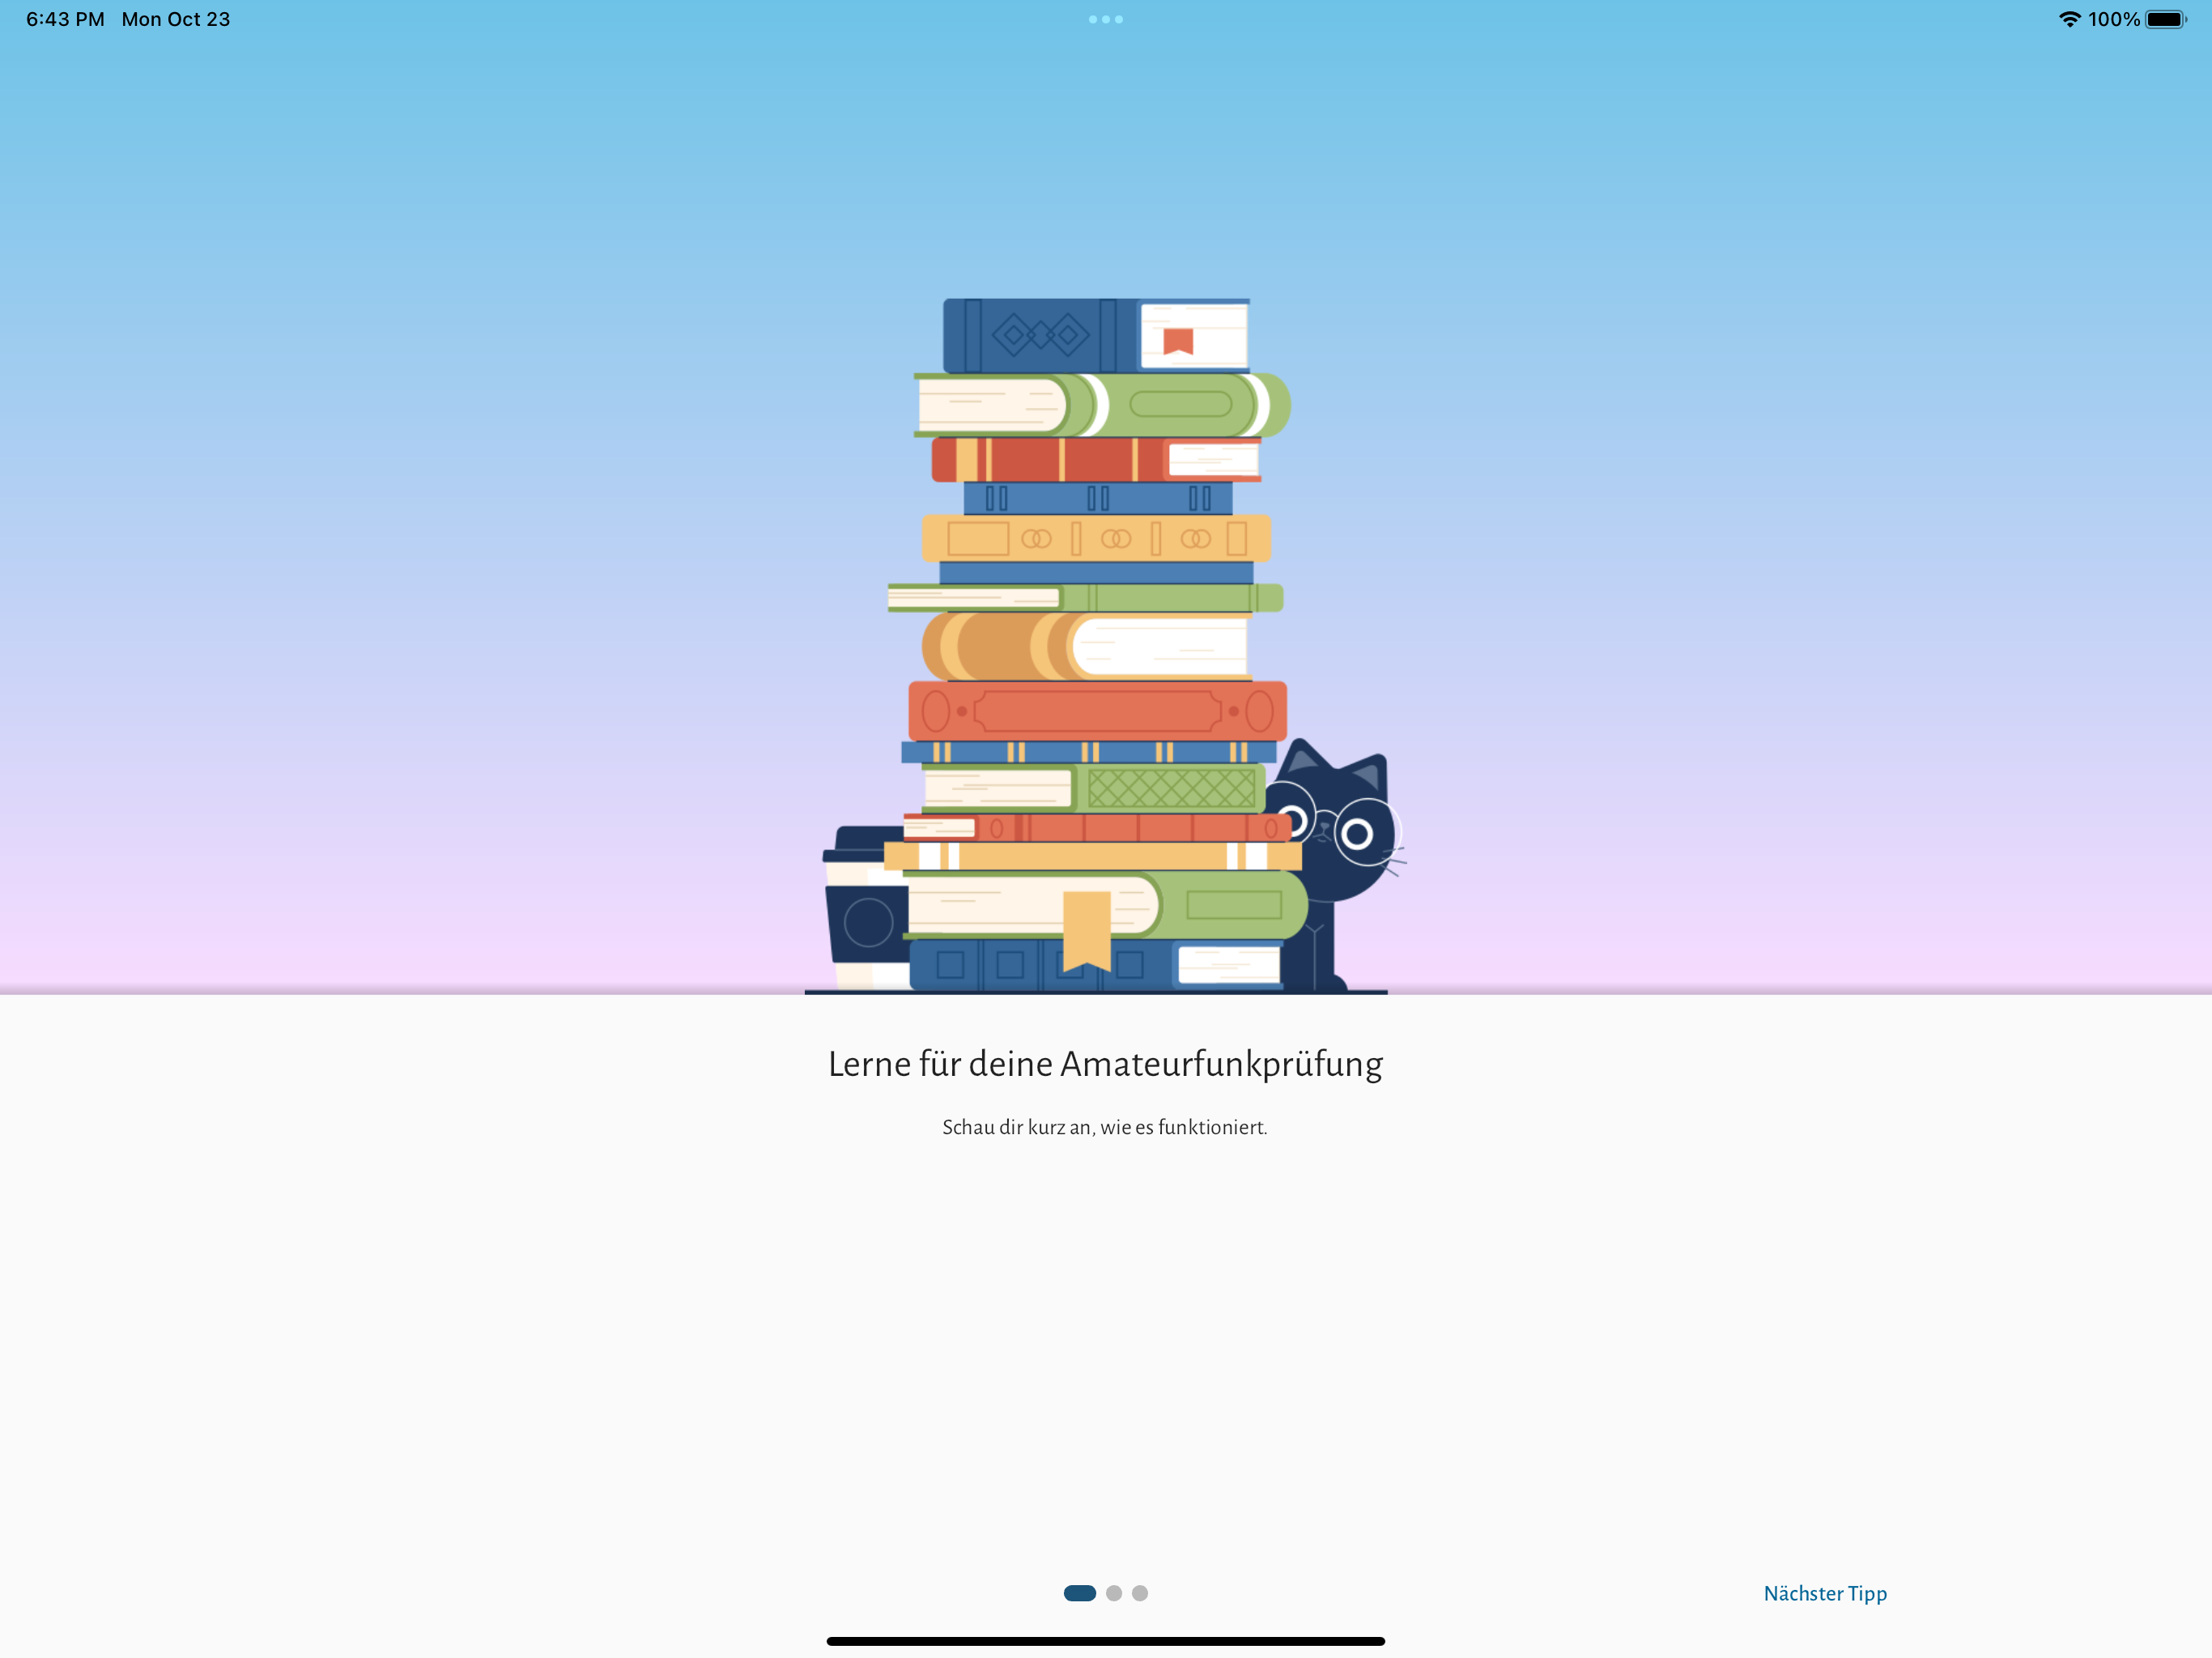 6:43 PM Mon Oct 23
100%
Lerne für deine Amateurfunkprüfung
Schau dir kurz an, wie es funktioniert.
Nächster Tipp